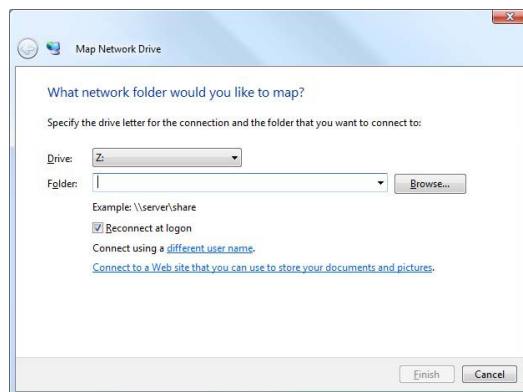 Map Network Drive
What network folder would you like to map?
Specify the drive letter for the connection and the folder that you want to connect to:
Drive: Z:
Folder: Browse...
Example: \\server\share
Reconnect at logon
Connect using a different user name.
Connect to a Web site that you can use to store your documents and pictures.
Finish Cancel